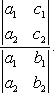 |a₁ c₁|
|a₂ c₂|
|a₁ b₁|
|a₂ b₂|